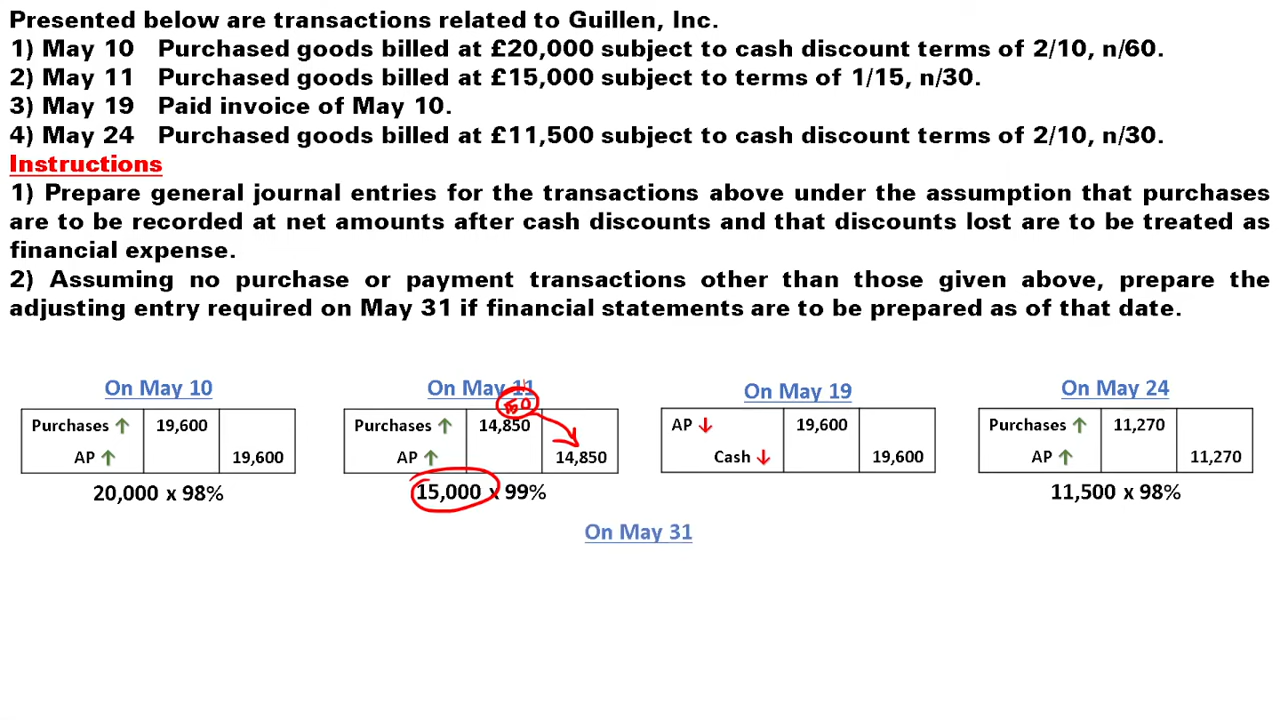 Presented below are transactions related to Guillen, Inc.
1) May 10 Purchased goods billed at £20,000 subject to cash discount terms of 2/10, n/60.
2) May 11 Purchased goods billed at £15,000 subject to terms of 1/15, n/30.
3) May 19 Paid invoice of May 10.
4) May 24 Purchased goods billed at £11,500 subject to cash discount terms of 2/10, n/30.
Instructions
1) Prepare general journal entries for the transactions above under the assumption that purchases
are to be recorded at net amounts after cash discounts and that discounts lost are to be treated as
financial expense.
2) Assuming no purchase or payment transactions other than those given above, prepare the
adjusting entry required on May 31 if financial statements are to be prepared as of that date.
On May 10
Purchases ↑ 19,600
AP ↑ 19,600
20,000 x 98%
On May 11
150
Purchases ↑ 14,850
AP ↑ 14,850
15,000 x 99%
On May 19
AP ↓ 19,600
Cash ↓ 19,600
On May 24
Purchases ↑ 11,270
AP ↑ 11,270
11,500 x 98%
On May 31